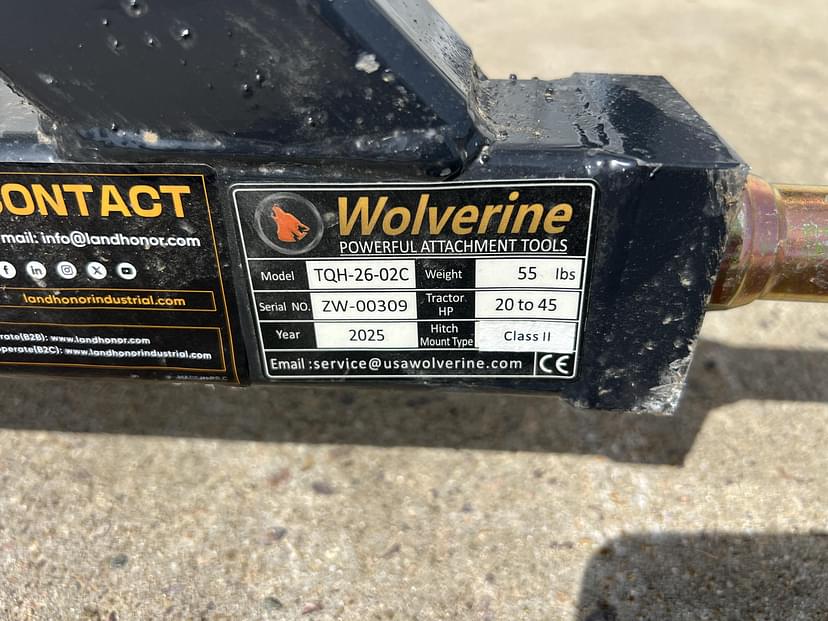 CONTACT
mail: info@landhonor.com
landhonorindustrial.com
erate(B2B): www.landhonor.com
operate(B2C): www.landhonorindustrial.com
Wolverine
POWERFUL ATTACHMENT TOOLS
Model TQH-26-02C Weight 55 lbs
Serial NO. ZW-00309 Tractor HP 20 to 45
Year 2025 Hitch Mount Type Class II
Email :service@usawolverine.com CE